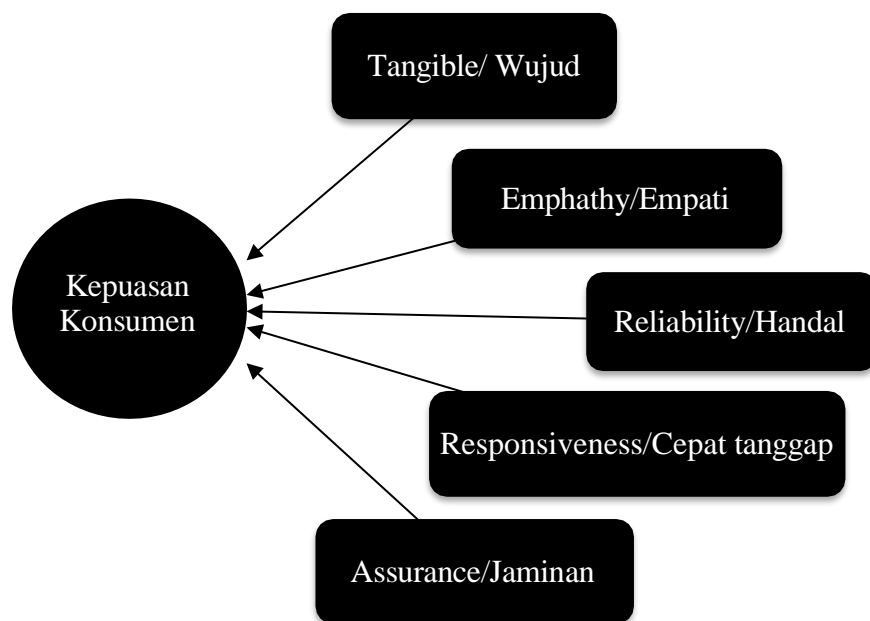 Tangible/ Wujud
Emphathy/Empati
Kepuasan
Konsumen
Reliability/Handal
Responsiveness/Cepat tanggap
Assurance/Jaminan